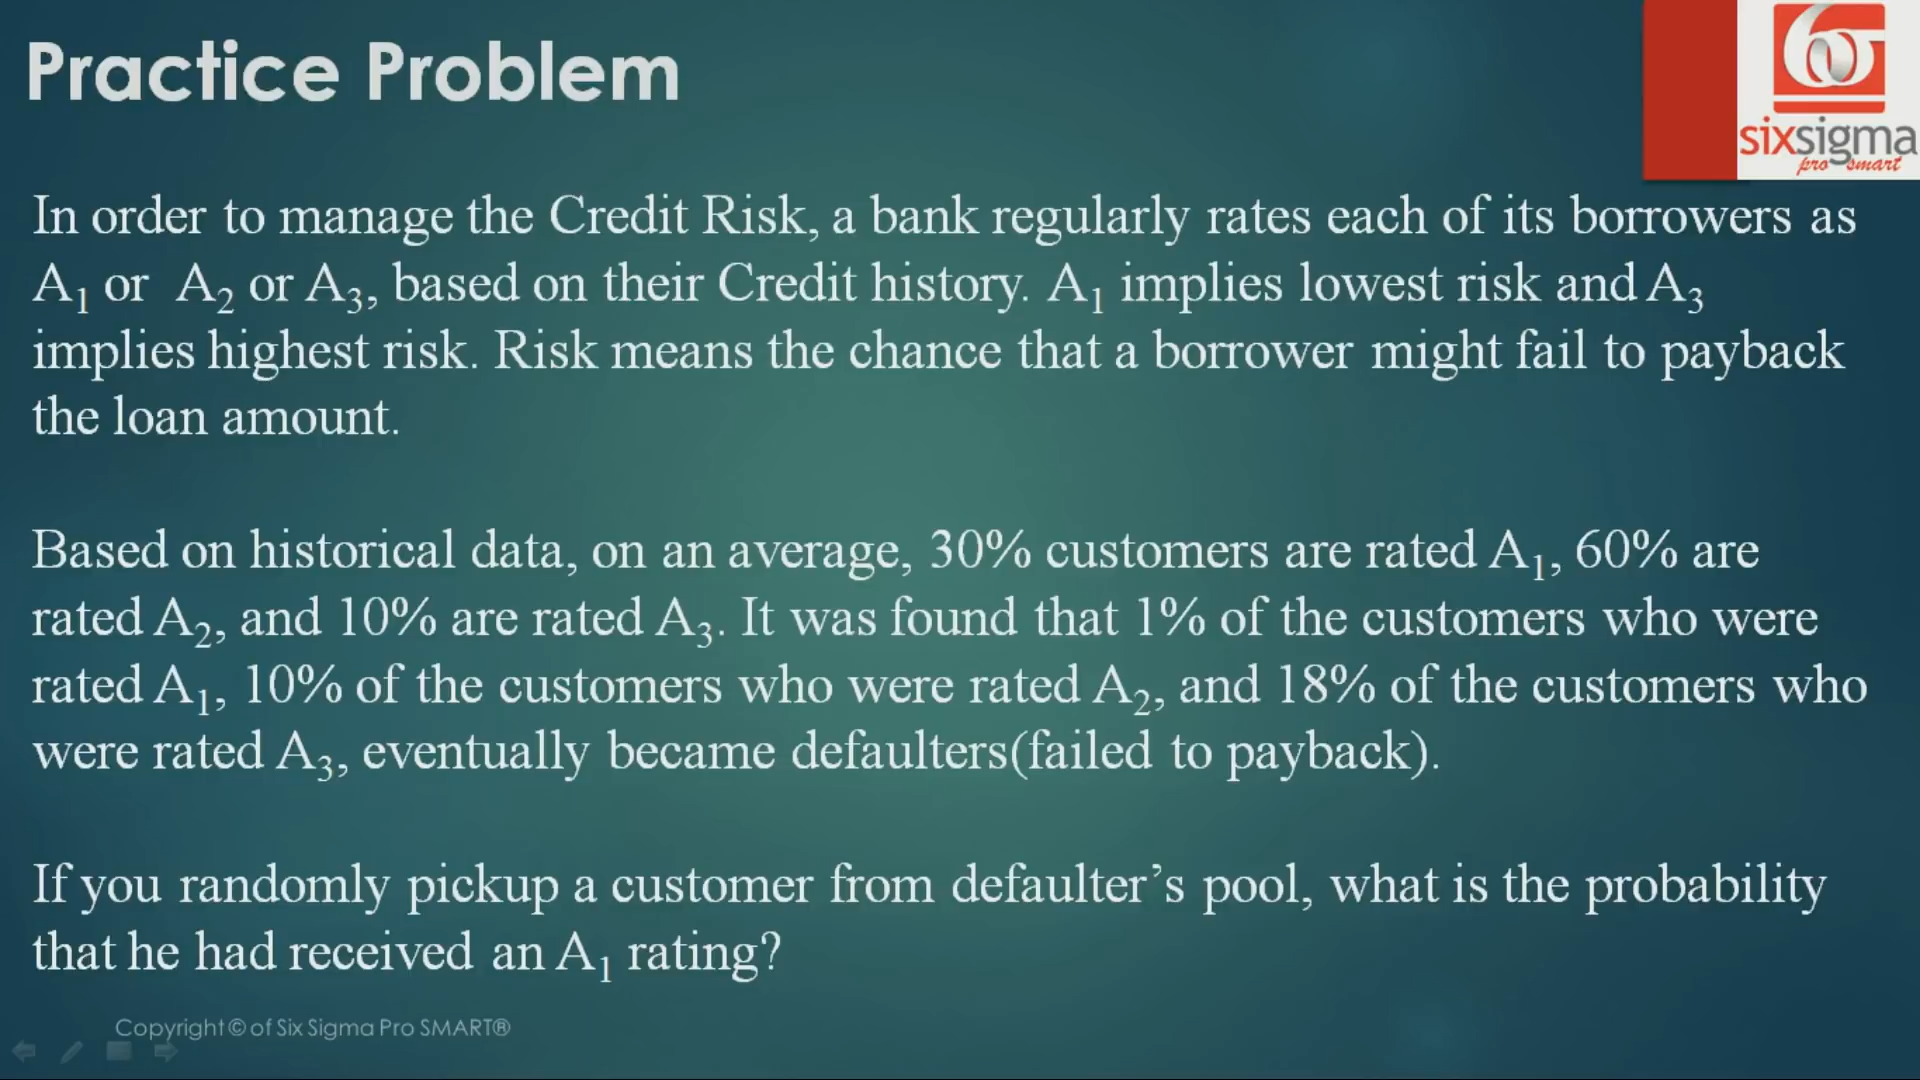 Practice Problem
sixsigma
pro smart
In order to manage the Credit Risk, a bank regularly rates each of its borrowers as
A₁ or A₂ or A₃, based on their Credit history. A₁ implies lowest risk and A₃
implies highest risk. Risk means the chance that a borrower might fail to payback
the loan amount.
Based on historical data, on an average, 30% customers are rated A₁, 60% are
rated A₂, and 10% are rated A₃. It was found that 1% of the customers who were
rated A₁, 10% of the customers who were rated A₂, and 18% of the customers who
were rated A₃, eventually became defaulters(failed to payback).
If you randomly pickup a customer from defaulter’s pool, what is the probability
that he had received an A₁ rating?
Copyright © of Six Sigma Pro SMART®